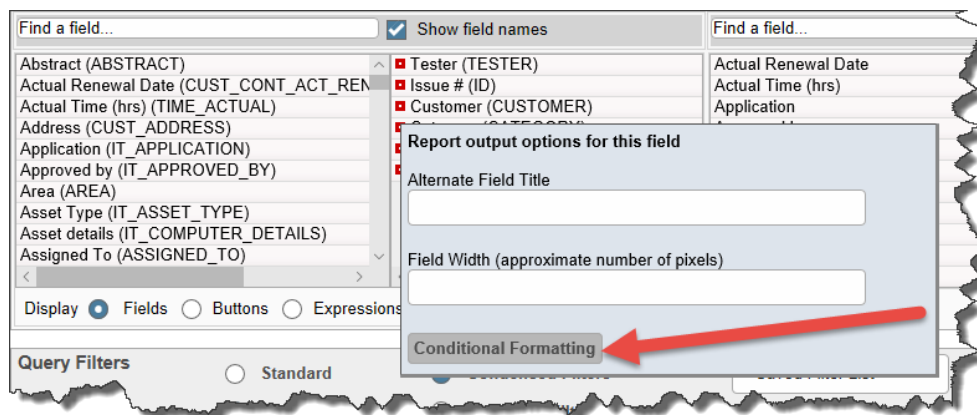 Find a field...
Show field names
Find a field...
Abstract (ABSTRACT)
Actual Renewal Date (CUST_CONT_ACT_REN
Actual Time (hrs) (TIME_ACTUAL)
Address (CUST_ADDRESS)
Application (IT_APPLICATION)
Approved by (IT_APPROVED_BY)
Area (AREA)
Asset Type (IT_ASSET_TYPE)
Asset details (IT_COMPUTER_DETAILS)
Assigned To (ASSIGNED_TO)
Tester (TESTER)
Issue # (ID)
Customer (CUSTOMER)
Actual Renewal Date
Actual Time (hrs)
Application
Report output options for this field
Alternate Field Title
Field Width (approximate number of pixels)
Conditional Formatting
Display Fields Buttons Expressions
Query Filters
Standard